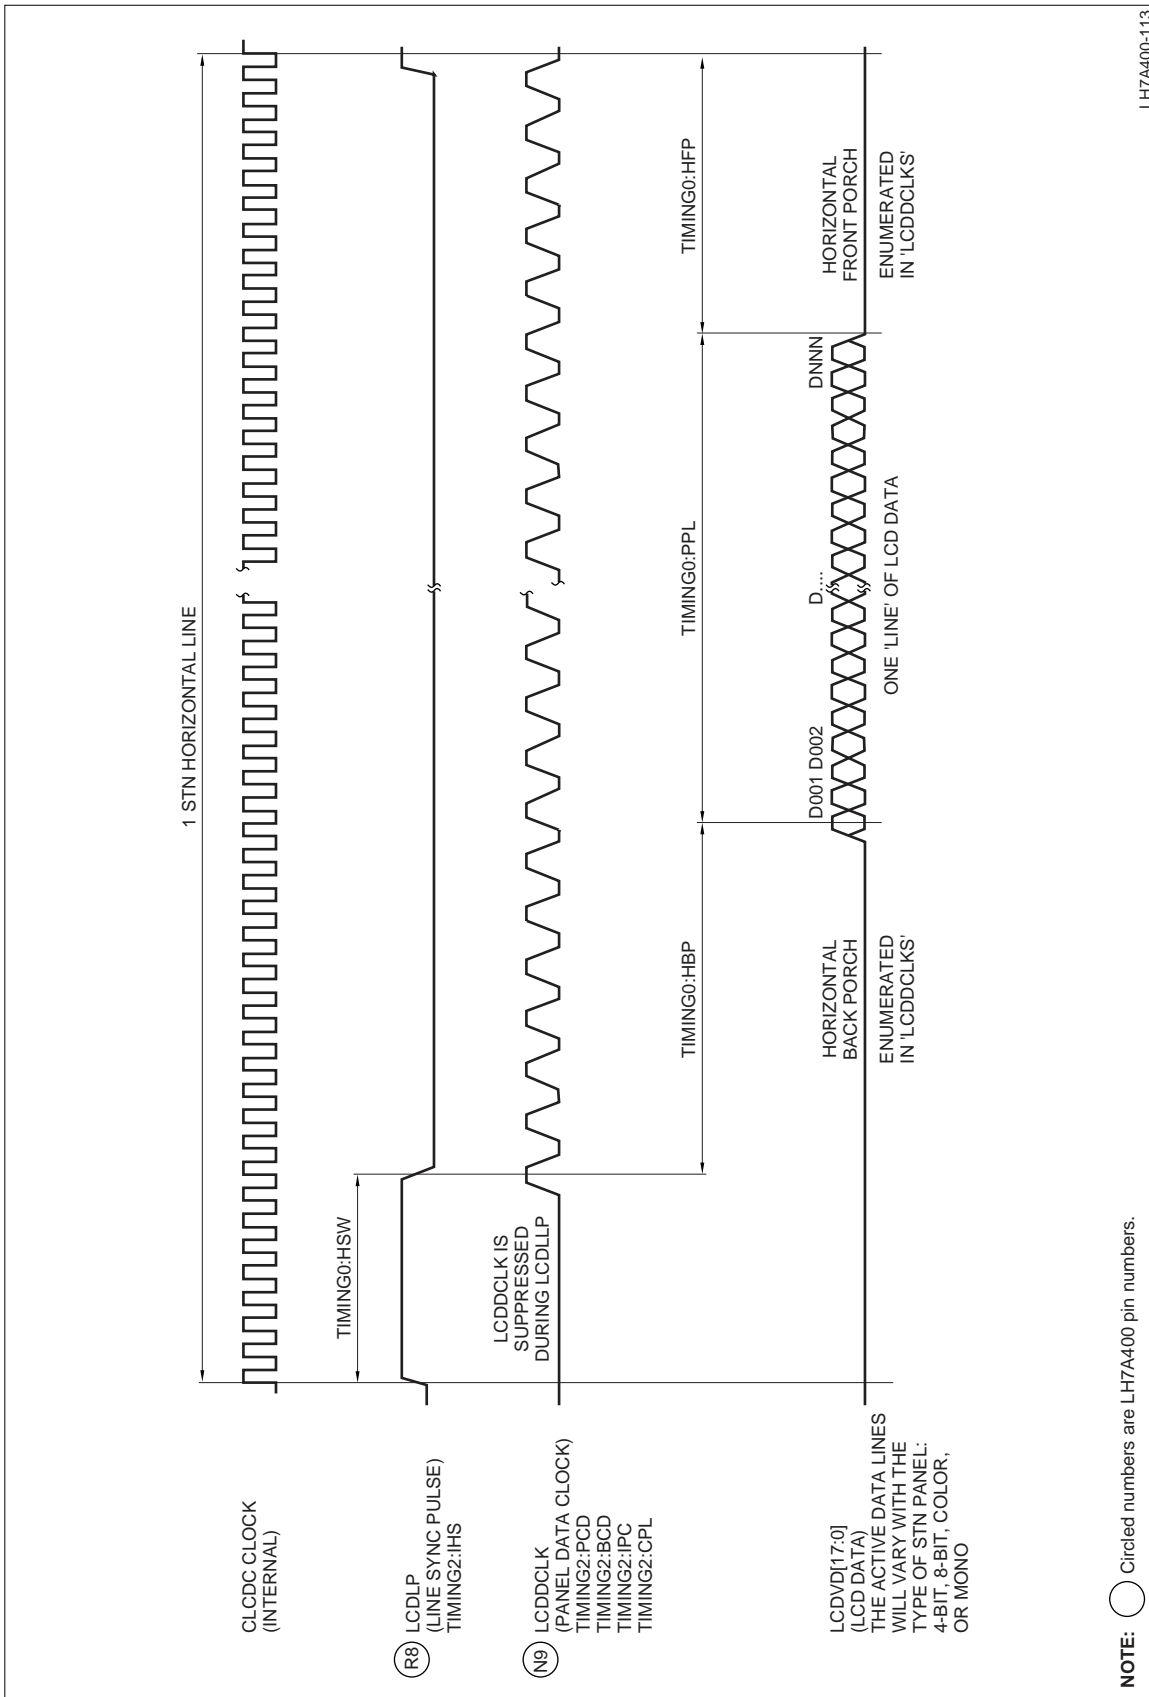 1 STN HORIZONTAL LINE
CLCDC CLOCK
(INTERNAL)
TIMING0:HSW
R8
LCDLP
(LINE SYNC PULSE)
TIMING2:IHS
LCDDCLK IS
SUPPRESSED
DURING LCDLLP
N9
LCDDCLK
(PANEL DATA CLOCK)
TIMING2:PCD
TIMING2:BCD
TIMING2:IPC
TIMING2:CPL
TIMING0:HBP
TIMING0:PPL
TIMING0:HFP
D001 D002
D....
DNNN
LCDVD[17:0]
(LCD DATA)
THE ACTIVE DATA LINES
WILL VARY WITH THE
TYPE OF STN PANEL:
4-BIT, 8-BIT, COLOR,
OR MONO
HORIZONTAL
BACK PORCH
ENUMERATED
IN 'LCDDCLKS'
ONE 'LINE' OF LCD DATA
HORIZONTAL
FRONT PORCH
ENUMERATED
IN 'LCDDCLKS'
NOTE: Circled numbers are LH7A400 pin numbers.
LH7A400-113